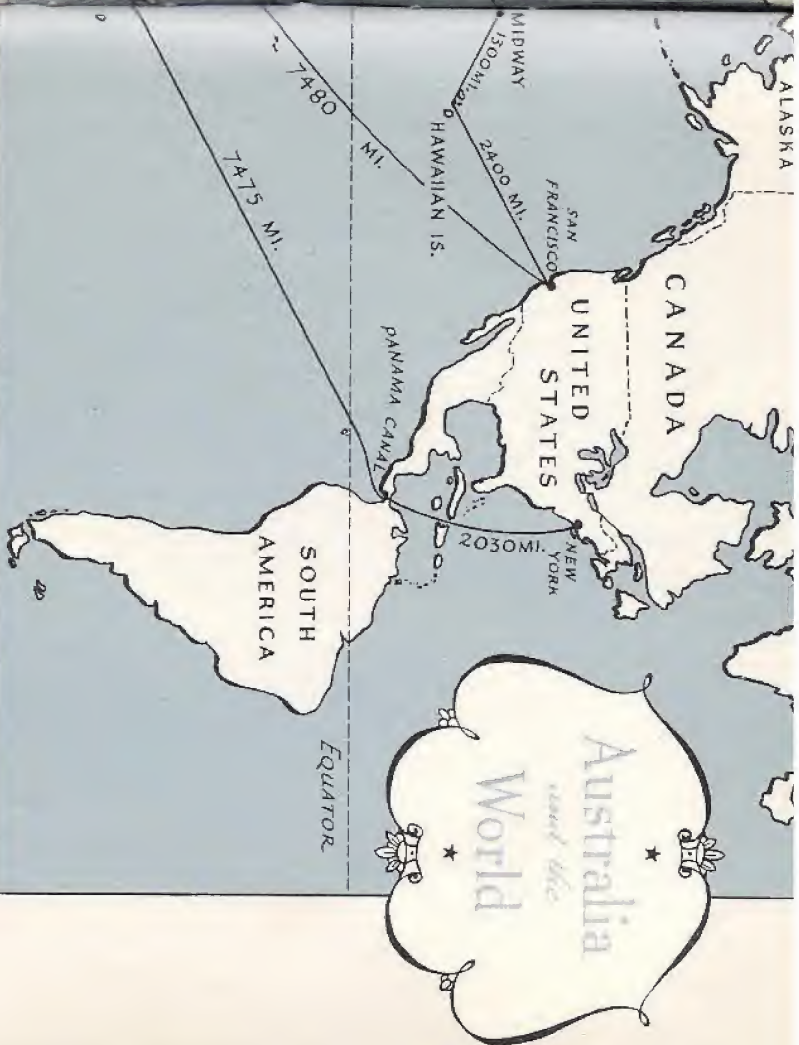 ALASKA
CANADA
MIDWAY
1300 MI.
HAWAIIAN IS.
2400 MI.
SAN
FRANCISCO
UNITED
STATES
7480 MI.
7475 MI.
PANAMA CANAL
2030 MI.
NEW
YORK
SOUTH
AMERICA
EQUATOR
Australia
and the
World